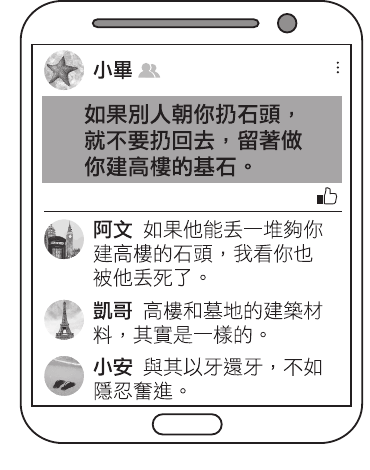 小畢
如果別人朝你扔石頭，
就不要扔回去，留著做
你建高樓的基石。
阿文 如果他能丟一堆夠你
建高樓的石頭，我看你也
被他丟死了。
凱哥 高樓和墓地的建築材
料，其實是一樣的。
小安 與其以牙還牙，不如
隱忍奮進。